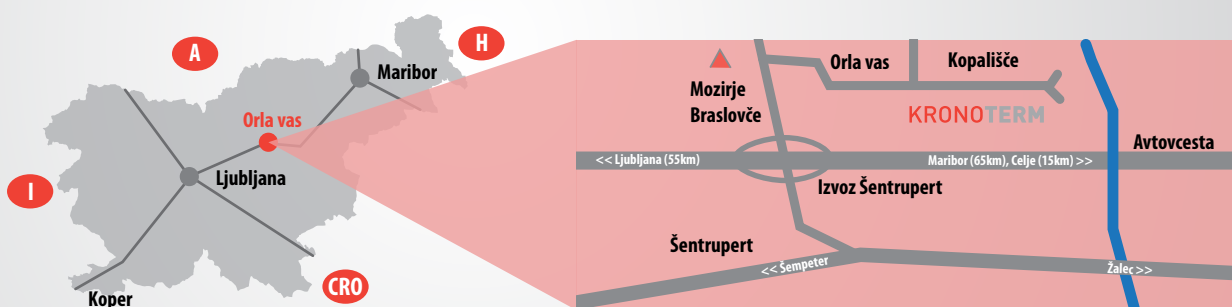 A
H
Maribor
Orla vas
Ljubljana
I
CRO
Koper
Orla vas
Kopališče
Mozirje
Braslovče
KRONOTERM
Avtovcesta
<< Ljubljana (55km)
Maribor (65km), Celje (15km) >>
Izvoz Šentrupert
Šentrupert
<< Šempeter
Žalec >>